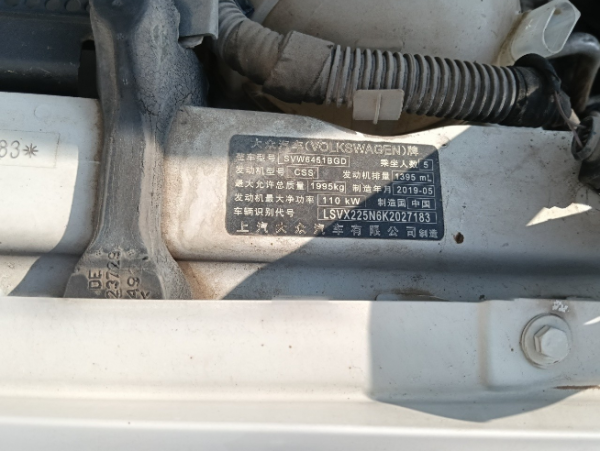 83*
大众汽车(VOLKSWAGEN)牌
整车型号 SVW6451BGD 乘坐人数 5
发动机型号 CSS 发动机排量 1395 mL
最大允许总质量 1995kg 制造年月 2019-05
发动机最大净功率 110 kW 制造国 中国
车辆识别代号 LSVX225N6K2027183
上汽大众汽车有限公司 制造
DE
23729
49